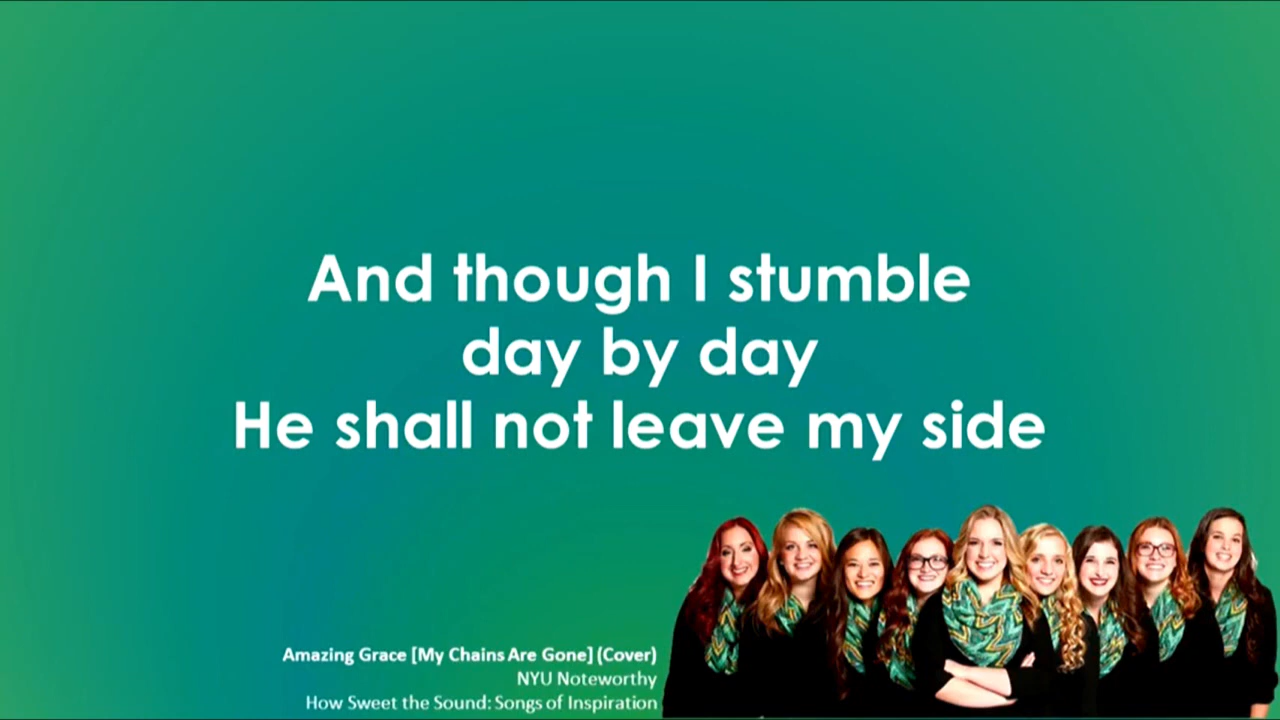 And though I stumble
day by day
He shall not leave my side
Amazing Grace [My Chains Are Gone] (Cover)
NYU Noteworthy
How Sweet the Sound: Songs of Inspiration